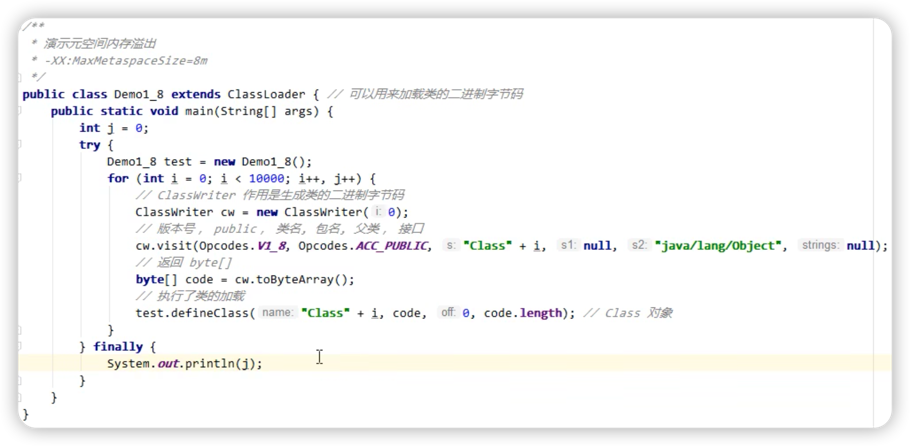 /**
 * 演示元空间内存溢出
 * -XX:MaxMetaspaceSize=8m
 */
public class Demo1_8 extends ClassLoader { // 可以用来加载类的二进制字节码
    public static void main(String[] args) {
        int j = 0;
        try {
            Demo1_8 test = new Demo1_8();
            for (int i = 0; i < 10000; i++, j++) {
                // ClassWriter 作用是生成类的二进制字节码
                ClassWriter cw = new ClassWriter( i: 0);
                // 版本号, public, 类名, 包名, 父类, 接口
                cw.visit(Opcodes.V1_8, Opcodes.ACC_PUBLIC, s: "Class" + i, s1: null, s2: "java/lang/Object", strings: null);
                // 返回 byte[]
                byte[] code = cw.toByteArray();
                // 执行了类的加载
                test.defineClass( name: "Class" + i, code, off: 0, code.length); // Class 对象
            }
        } finally {
            System.out.println(j);
        }
    }
}